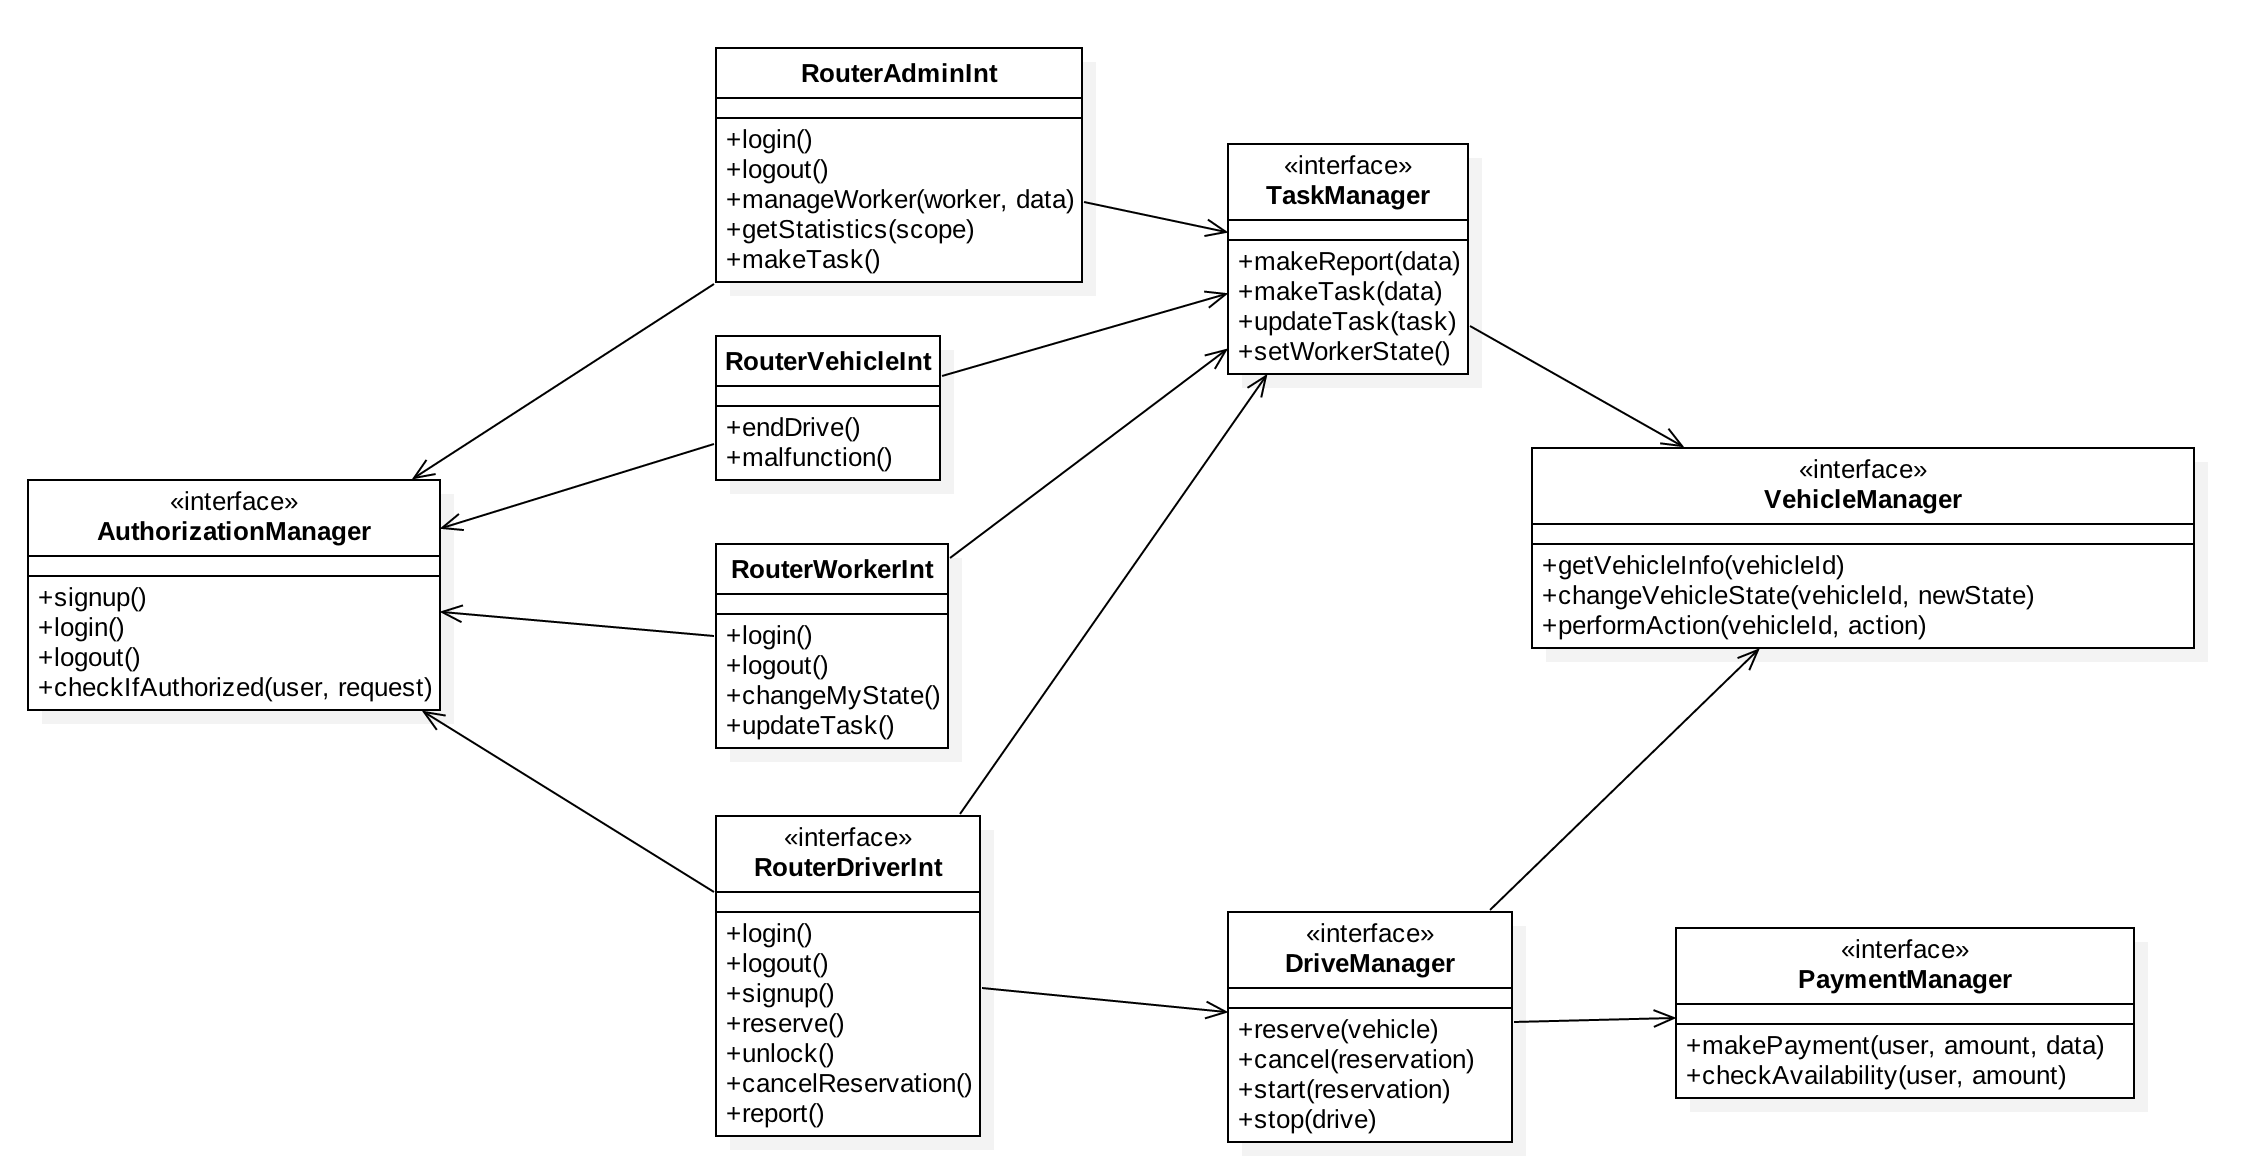 RouterAdminInt
+login()
+logout()
+manageWorker(worker, data)
+getStatistics(scope)
+makeTask()
«interface»
TaskManager
+makeReport(data)
+makeTask(data)
+updateTask(task)
+setWorkerState()
RouterVehicleInt
+endDrive()
+malfunction()
«interface»
AuthorizationManager
+signup()
+login()
+logout()
+checkIfAuthorized(user, request)
RouterWorkerInt
+login()
+logout()
+changeMyState()
+updateTask()
«interface»
VehicleManager
+getVehicleInfo(vehicleId)
+changeVehicleState(vehicleId, newState)
+performAction(vehicleId, action)
«interface»
RouterDriverInt
+login()
+logout()
+signup()
+reserve()
+unlock()
+cancelReservation()
+report()
«interface»
DriveManager
+reserve(vehicle)
+cancel(reservation)
+start(reservation)
+stop(drive)
«interface»
PaymentManager
+makePayment(user, amount, data)
+checkAvailability(user, amount)